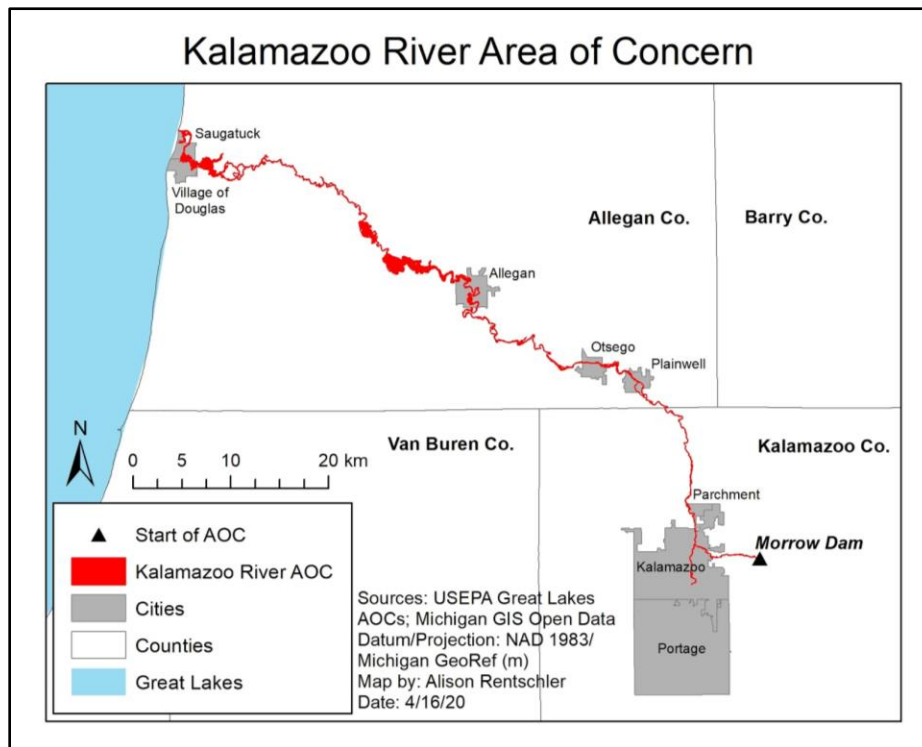 Kalamazoo River Area of Concern
Saugatuck
Village of
Douglas
Allegan Co.
Barry Co.
Allegan
Otsego
Plainwell
N
Van Buren Co.
Kalamazoo Co.
0 5 10 20 km
Parchment
Morrow Dam
Kalamazoo
Portage
Start of AOC
Kalamazoo River AOC
Cities
Counties
Great Lakes
Sources: USEPA Great Lakes
AOCs; Michigan GIS Open Data
Datum/Projection: NAD 1983/
Michigan GeoRef (m)
Map by: Alison Rentschler
Date: 4/16/20